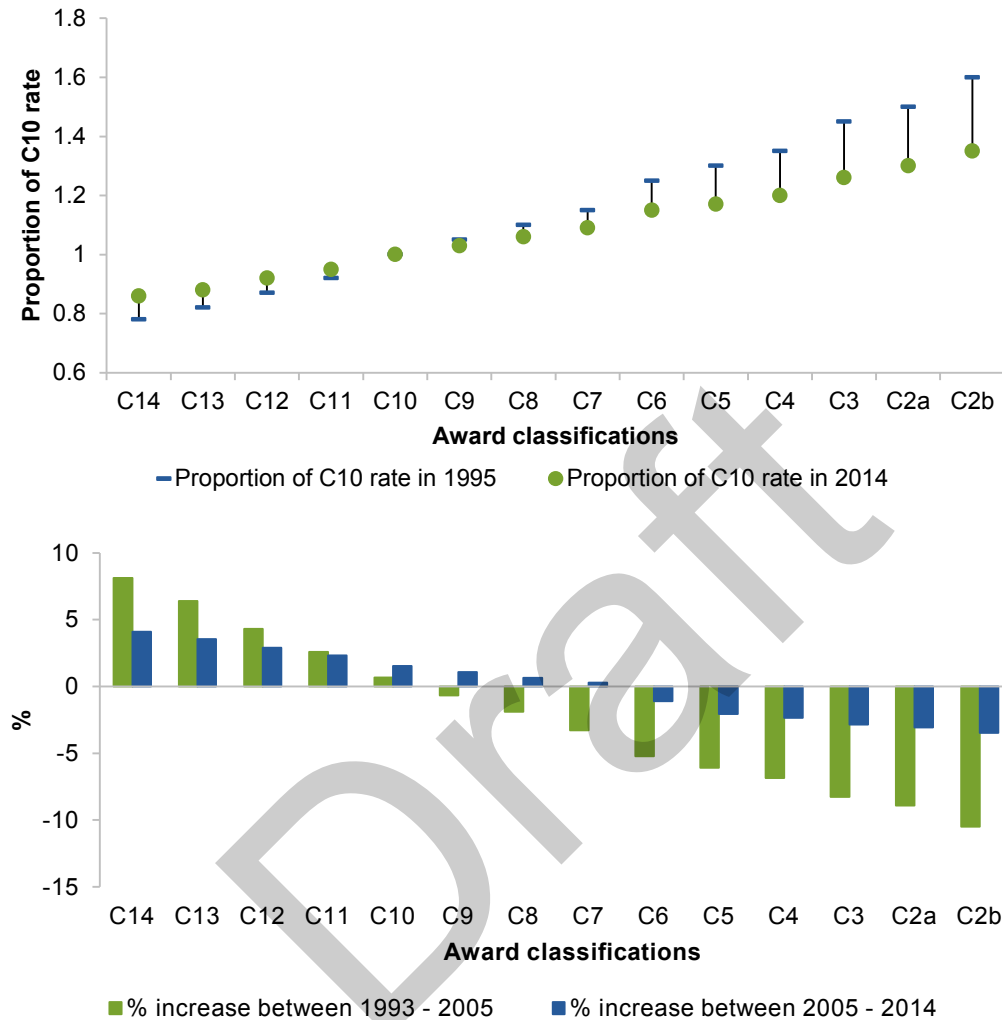 1.8
1.6
1.4
1.2
1
0.8
0.6
Proportion of C10 rate
C14 C13 C12 C11 C10 C9 C8 C7 C6 C5 C4 C3 C2a C2b
Award classifications
Proportion of C10 rate in 1995 Proportion of C10 rate in 2014
10
5
0
-5
-10
-15
%
C14 C13 C12 C11 C10 C9 C8 C7 C6 C5 C4 C3 C2a C2b
Award classifications
% increase between 1993 - 2005 % increase between 2005 - 2014
Draft